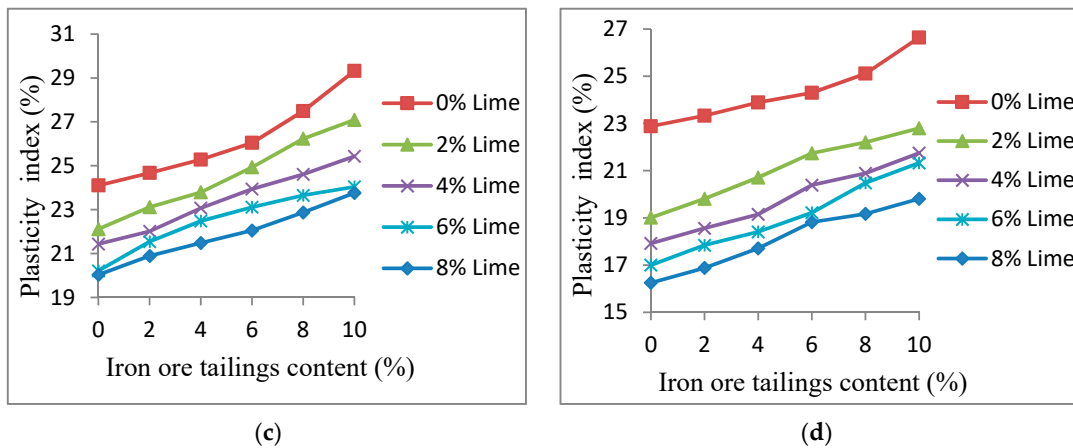 31
29
27
25
23
21
19
Plasticity index (%)
0 2 4 6 8 10
Iron ore tailings content (%)
0% Lime
2% Lime
4% Lime
6% Lime
8% Lime
(c)
27
25
23
21
19
17
15
Plasticity index (%)
0 2 4 6 8 10
Iron ore tailings content (%)
0% Lime
2% Lime
4% Lime
6% Lime
8% Lime
(d)